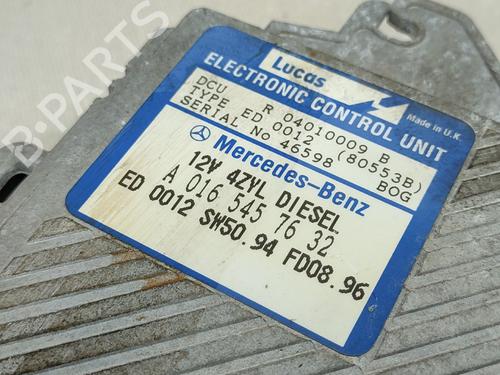 B-PARTS
Lucas
Made in U.K.
ELECTRONIC CONTROL UNIT
DCU R 04010009 B
TYPE ED 0012 (80553B)
SERIAL No 46598 BOG
Mercedes-Benz
12V 4ZYL DIESEL
A 016 545 76 32
ED 0012 SW50.94 FD08.96